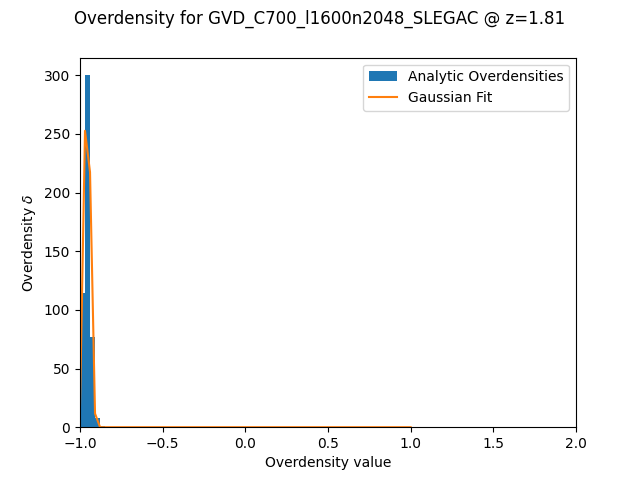 Overdensity for GVD_C700_l1600n2048_SLEGAC @ z=1.81
Analytic Overdensities
Gaussian Fit
Overdensity δ
300
250
200
150
100
50
0
−1.0
−0.5
0.0
0.5
1.0
1.5
2.0
Overdensity value